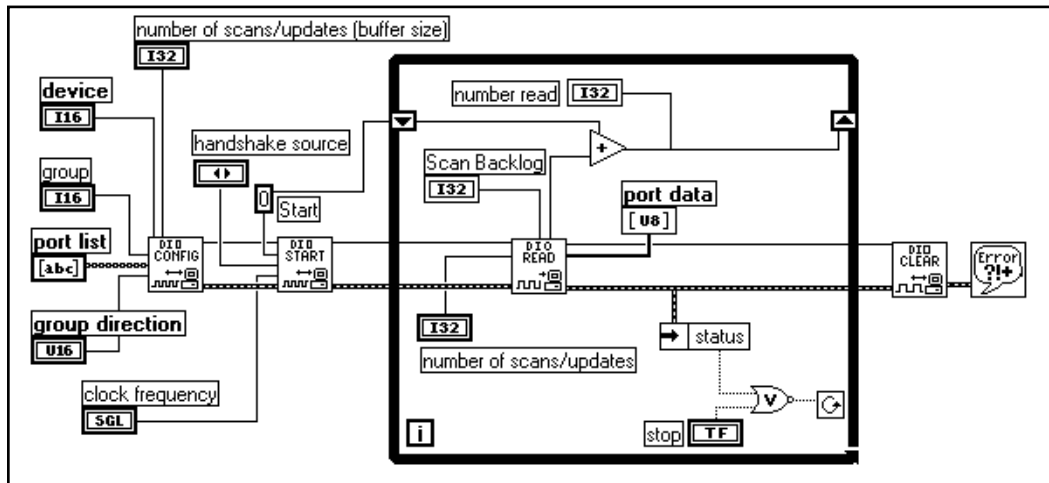 number of scans/updates (buffer size)
I32
device
I16
group
I16
port list
[abc]
group direction
U16
clock frequency
SGL
handshake source
0
Start
DIO
CONFIG
DIO
START
number read
I32
+
Scan Backlog
I32
port data
[U8]
DIO
READ
I32
number of scans/updates
status
V
stop
TF
i
DIO
CLEAR
Error
?!+